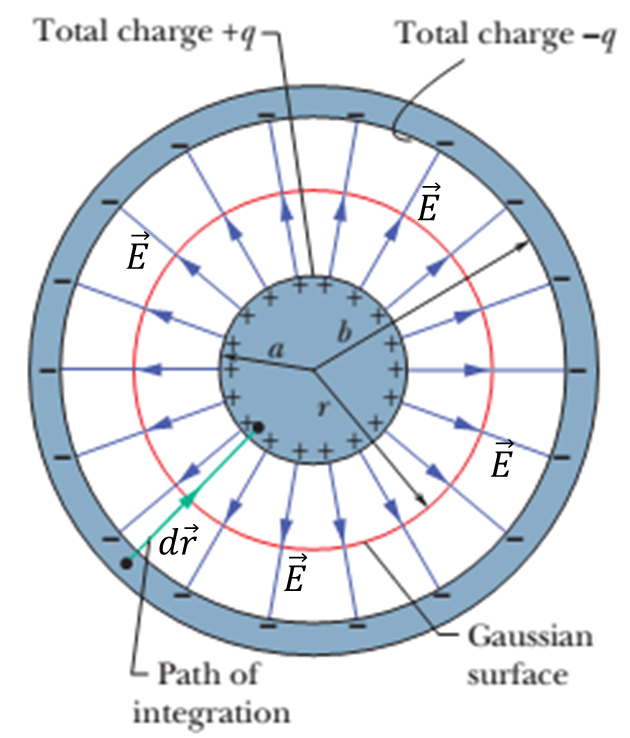 Total charge +q
Total charge –q
E⃗
E⃗
b
a
r
E⃗
dr⃗
E⃗
Gaussian
surface
Path of
integration